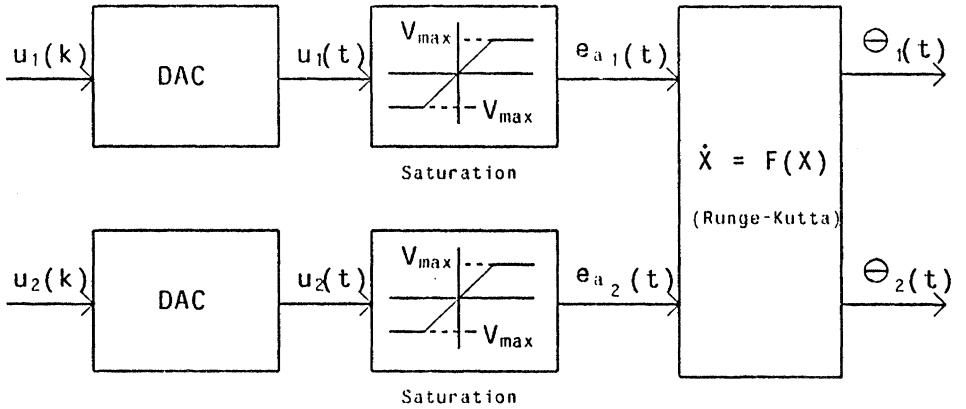 u₁(k)
DAC
u₁(t)
Vmax
- Vmax
Saturation
eₐ₁(t)
Ẋ = F(X)
(Runge-Kutta)
Θ₁(t)
u₂(k)
DAC
u₂(t)
Vmax
- Vmax
Saturation
eₐ₂(t)
Θ₂(t)